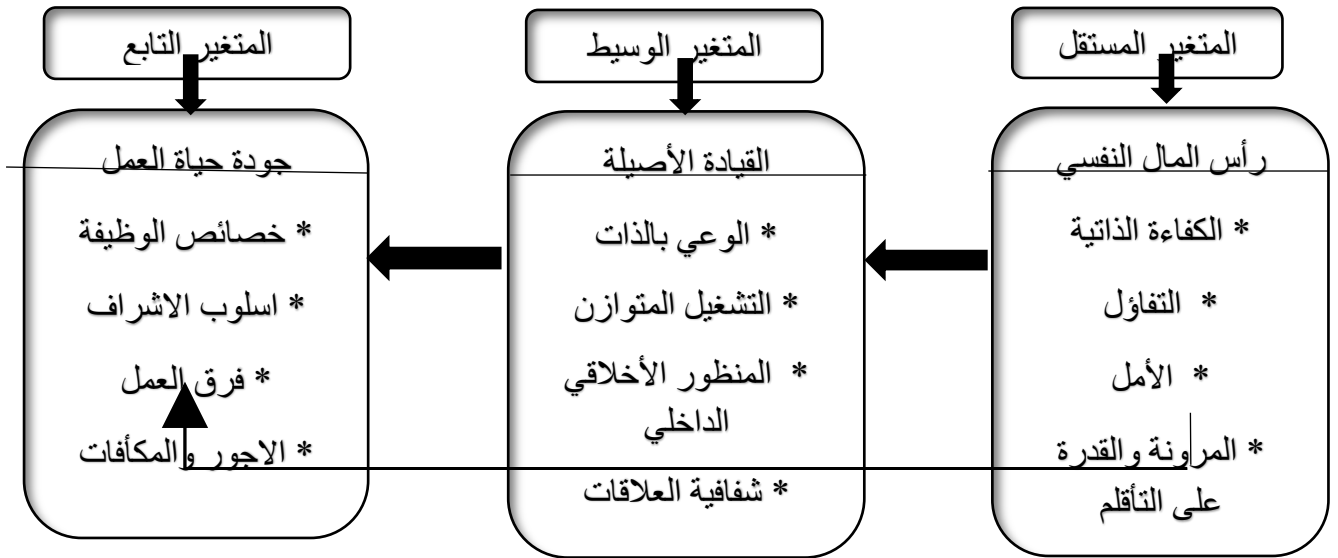 المتغير المستقل
المتغير الوسيط
المتغير التابع
رأس المال النفسي
* الكفاءة الذاتية
* التفاؤل
* الأمل
* المرونة والقدرة
على التأقلم
القيادة الأصيلة
* الوعي بالذات
* التشغيل المتوازن
* المنظور الأخلاقي
الداخلي
* شفافية العلاقات
جودة حياة العمل
* خصائص الوظيفة
* اسلوب الاشراف
* فرق العمل
* الاجور والمكأفات